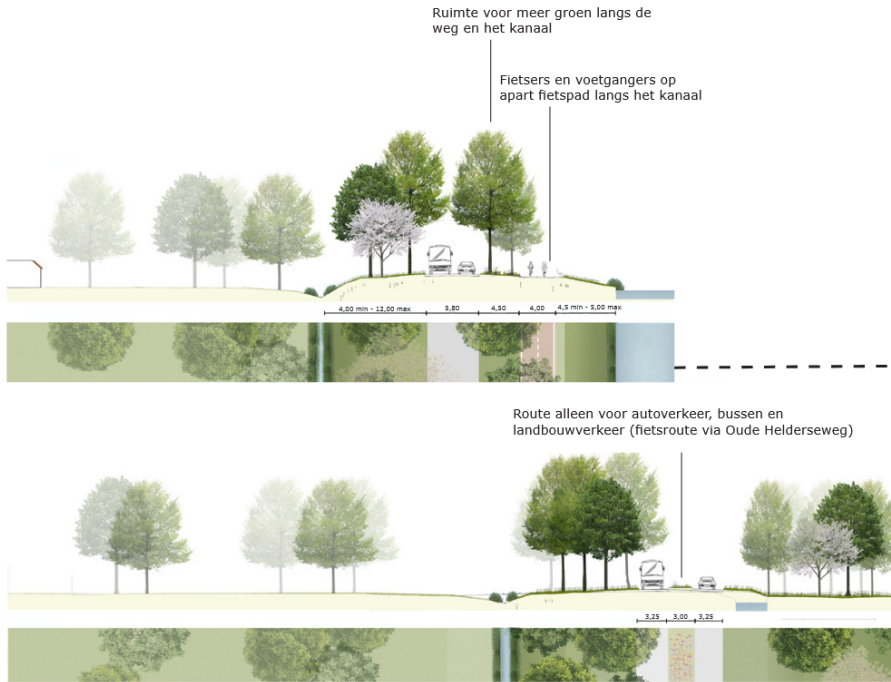 Ruimte voor meer groen langs de
weg en het kanaal
Fietsers en voetgangers op
apart fietspad langs het kanaal
4,00 min - 12,00 max 5,80 4,50 4,00 4,5 min - 5,00 max
Route alleen voor autoverkeer, bussen en
landbouwverkeer (fietsroute via Oude Helderseweg)
3,25 3,00 3,25